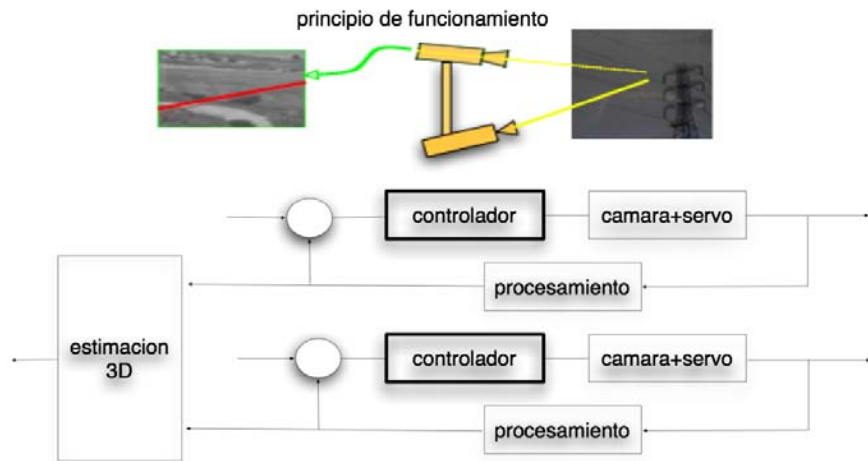 principio de funcionamiento
controlador
camara+servo
procesamiento
estimacion
3D
controlador
camara+servo
procesamiento